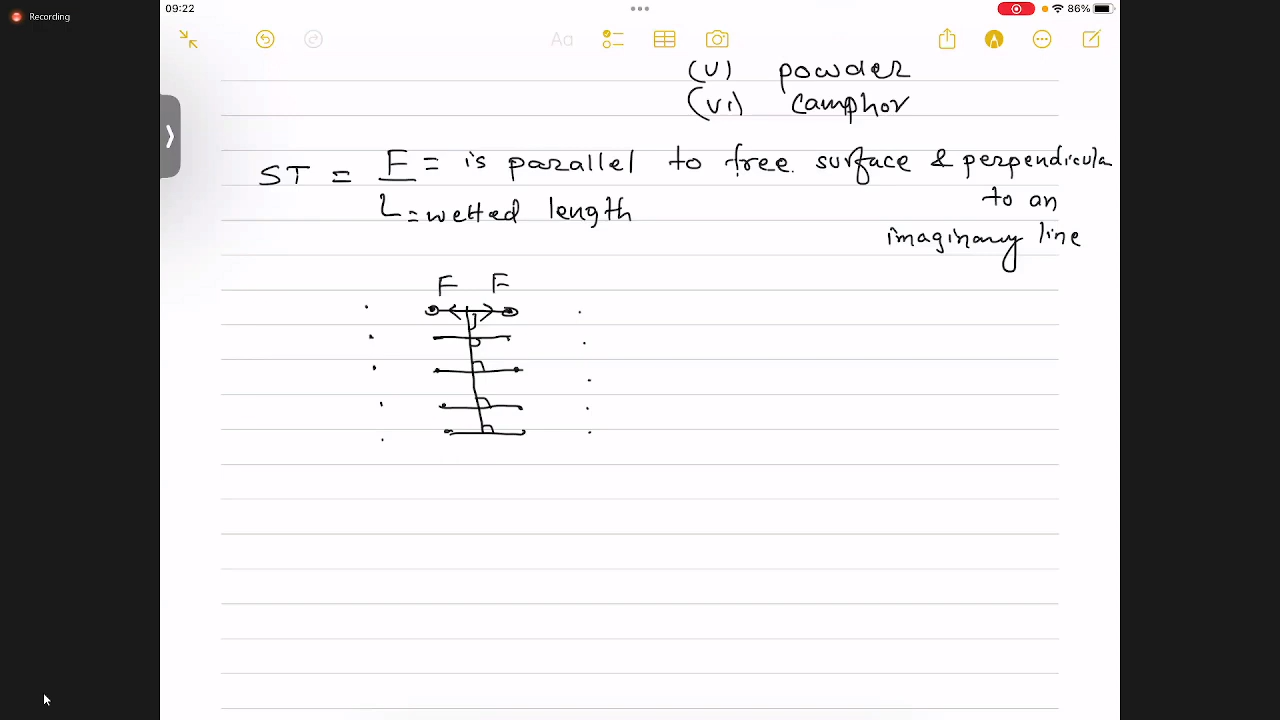 Recording
09:22
86%
Aa
(v) powder
(vi) camphor
ST = F = is parallel to free surface & perpendicula
L = wetted length
to an
imaginary line
F F